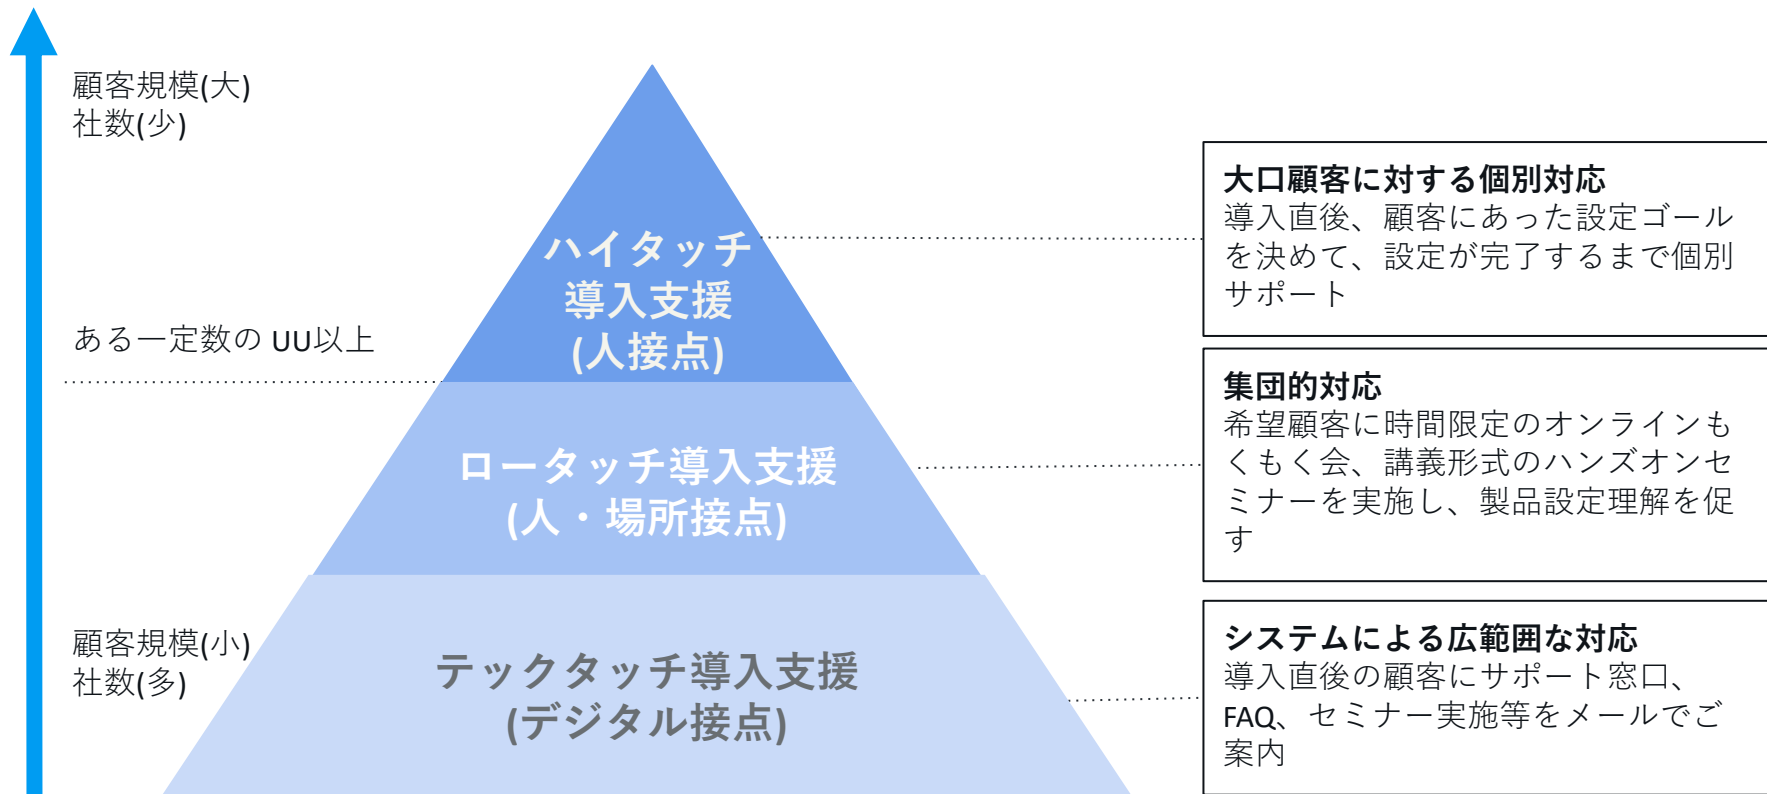 顧客規模(大)
社数(少)
ある一定数の UU以上
顧客規模(小)
社数(多)
ハイタッチ
導入支援
(人接点)
ロータッチ導入支援
(人・場所接点)
テックタッチ導入支援
(デジタル接点)
大口顧客に対する個別対応
導入直後、顧客にあった設定ゴール
を決めて、設定が完了するまで個別
サポート
集団的対応
希望顧客に時間限定のオンラインも
くもく会、講義形式のハンズオンセ
ミナーを実施し、製品設定理解を促
す
システムによる広範囲な対応
導入直後の顧客にサポート窓口、
FAQ、セミナー実施等をメールでご
案内